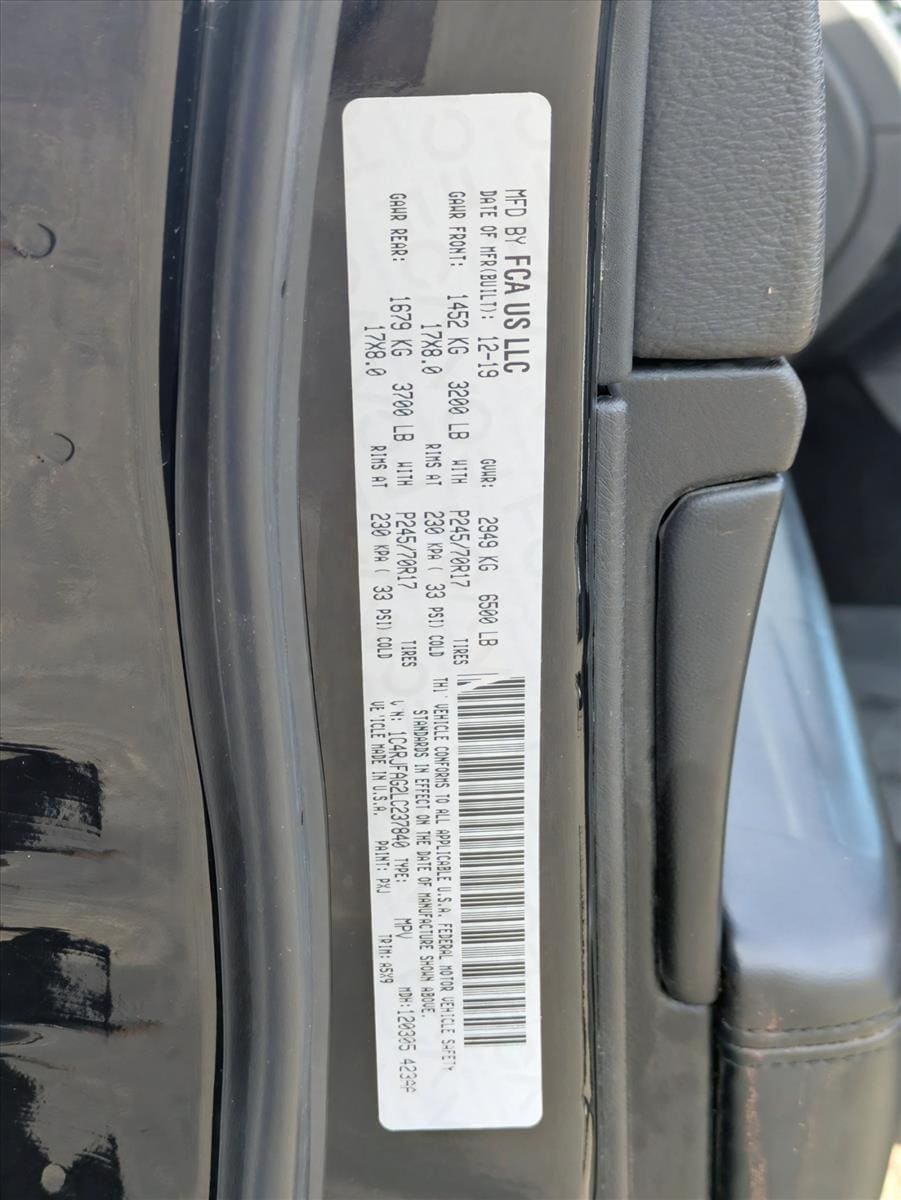 MFD BY FCA US LLC
DATE OF MFR(BUILT): 12-19 GVWR: 2949 KG 6500 LB
GAWR FRONT: 1452 KG 3200 LB WITH P245/70R17 TIRES
17X8.0 RIMS AT 230 KPA ( 33 PSI) COLD
GAWR REAR: 1679 KG 3700 LB WITH P245/70R17 TIRES
17X8.0 RIMS AT 230 KPA ( 33 PSI) COLD
VEHICLE CONFORMS TO ALL APPLICABLE U.S.A. FEDERAL MOTOR VEHICLE SAFETY
STANDARDS IN EFFECT ON THE DATE OF MANUFACTURE SHOWN ABOVE.
1C4RJFAG2LC237840 TYPE: MPV MDH:120305 423
VE ICLE MADE IN U.S.A. PAINT: PXJ TRIM: A5X9